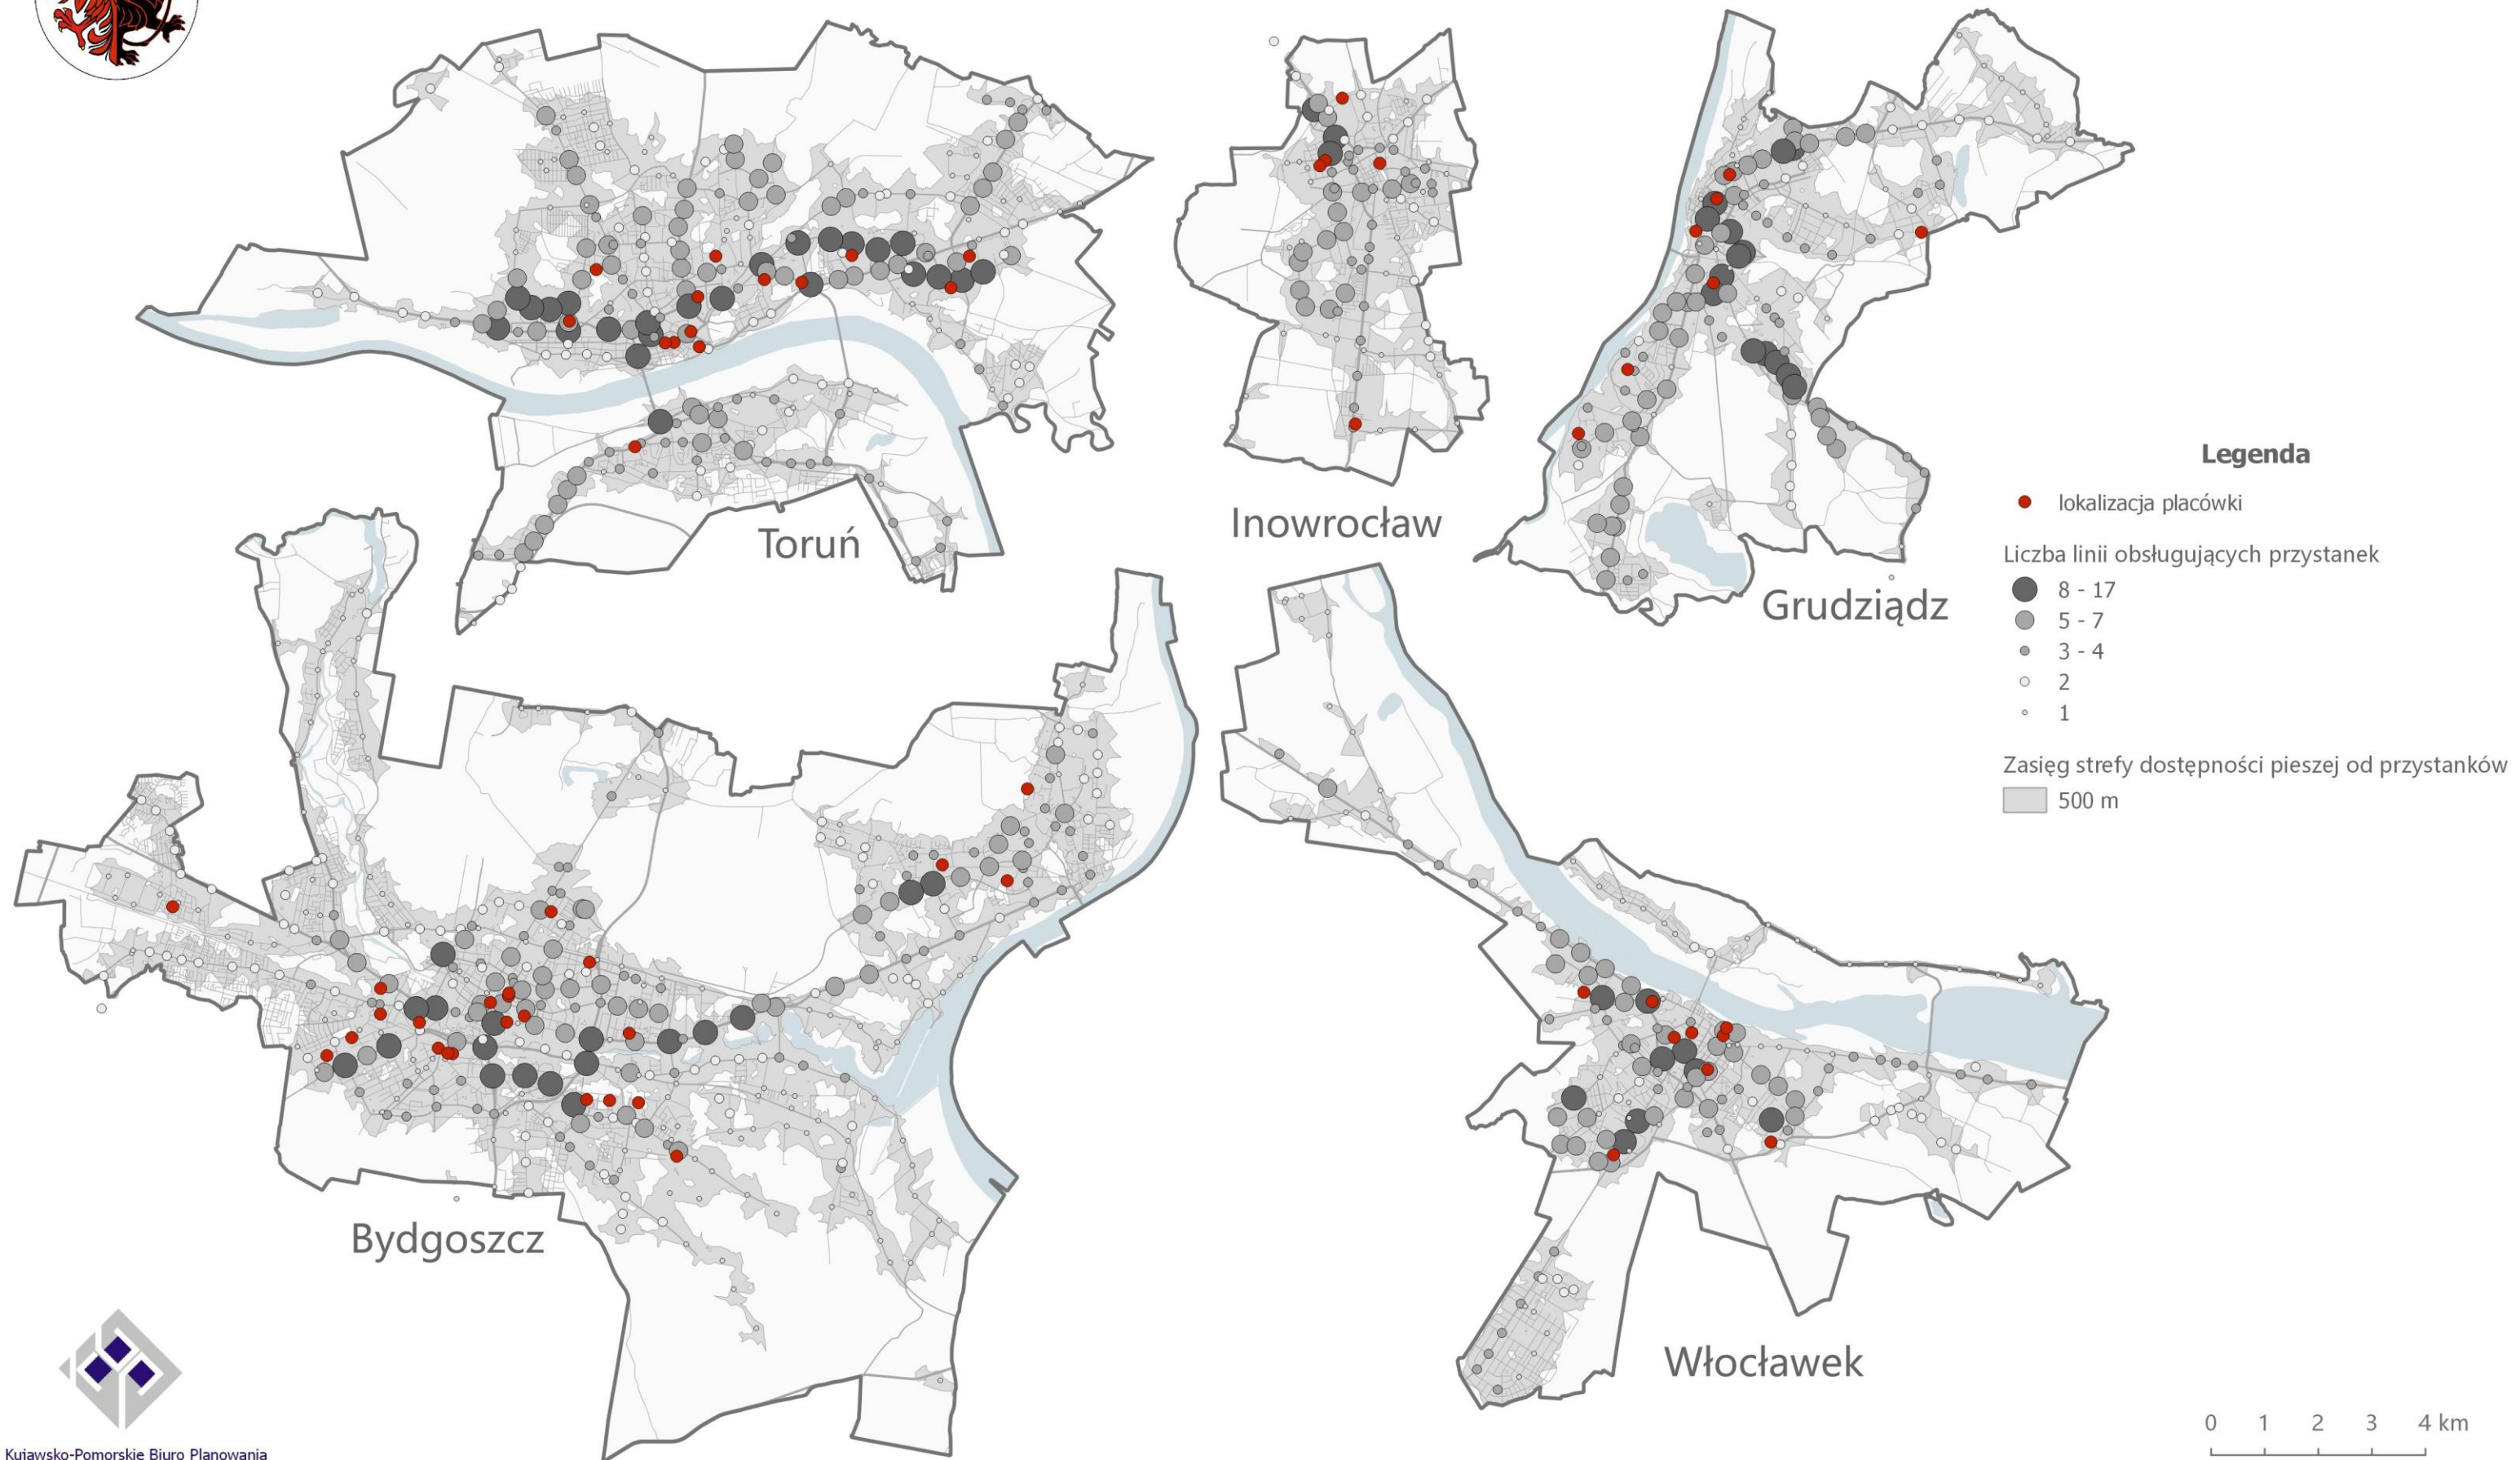 Toruń
Inowrocław
Grudziądz
Legenda
lokalizacja placówki
Liczba linii obsługujących przystanek
8 - 17
5 - 7
3 - 4
2
1
Zasięg strefy dostępności pieszej od przystanków
500 m
Bydgoszcz
Włocławek
0 1 2 3 4 km
Kujawsko-Pomorskie Biuro Planowania